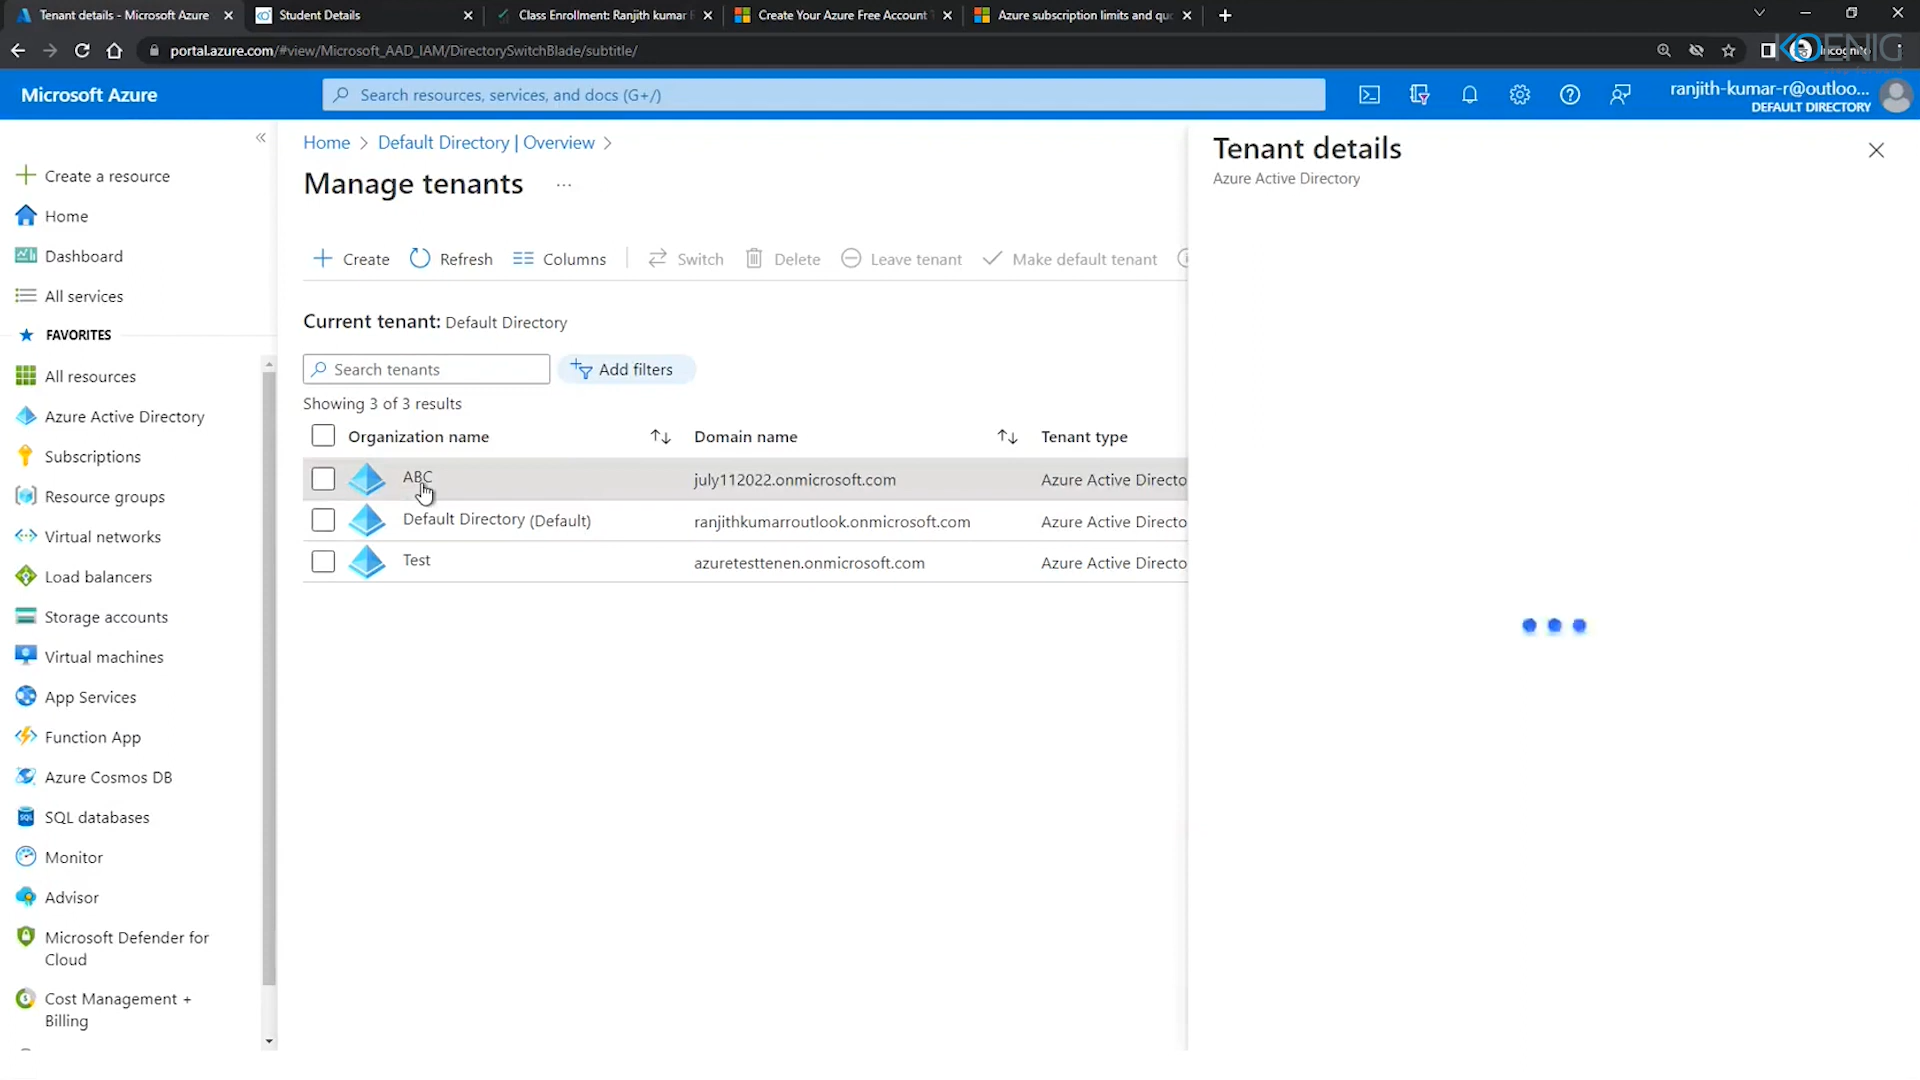 Tenant details - Microsoft Azure
Student Details
Class Enrollment: Ranjith kumar
Create Your Azure Free Account
Azure subscription limits and quo
portal.azure.com/#view/Microsoft_AAD_IAM/DirectorySwitchBlade/subtitle/
KOENIG
Microsoft Azure
Search resources, services, and docs (G+/)
ranjith-kumar-r@outloo...
DEFAULT DIRECTORY
Create a resource
Home
Dashboard
All services
FAVORITES
All resources
Azure Active Directory
Subscriptions
Resource groups
Virtual networks
Load balancers
Storage accounts
Virtual machines
App Services
Function App
Azure Cosmos DB
SQL databases
Monitor
Advisor
Microsoft Defender for
Cloud
Cost Management +
Billing
Home > Default Directory | Overview >
Manage tenants ...
Create Refresh Columns Switch Delete Leave tenant Make default tenant
Current tenant: Default Directory
Search tenants
Add filters
Showing 3 of 3 results
Organization name Domain name Tenant type
ABC july112022.onmicrosoft.com Azure Active Directo
Default Directory (Default) ranjithkumarroutlook.onmicrosoft.com Azure Active Directo
Test azuretesttenen.onmicrosoft.com Azure Active Directo
Tenant details
Azure Active Directory